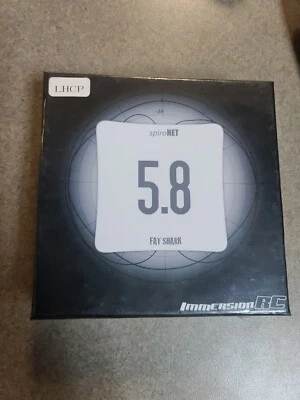 LHCP
spiroNET
5.8
FAT SHARK
ImmersionRC